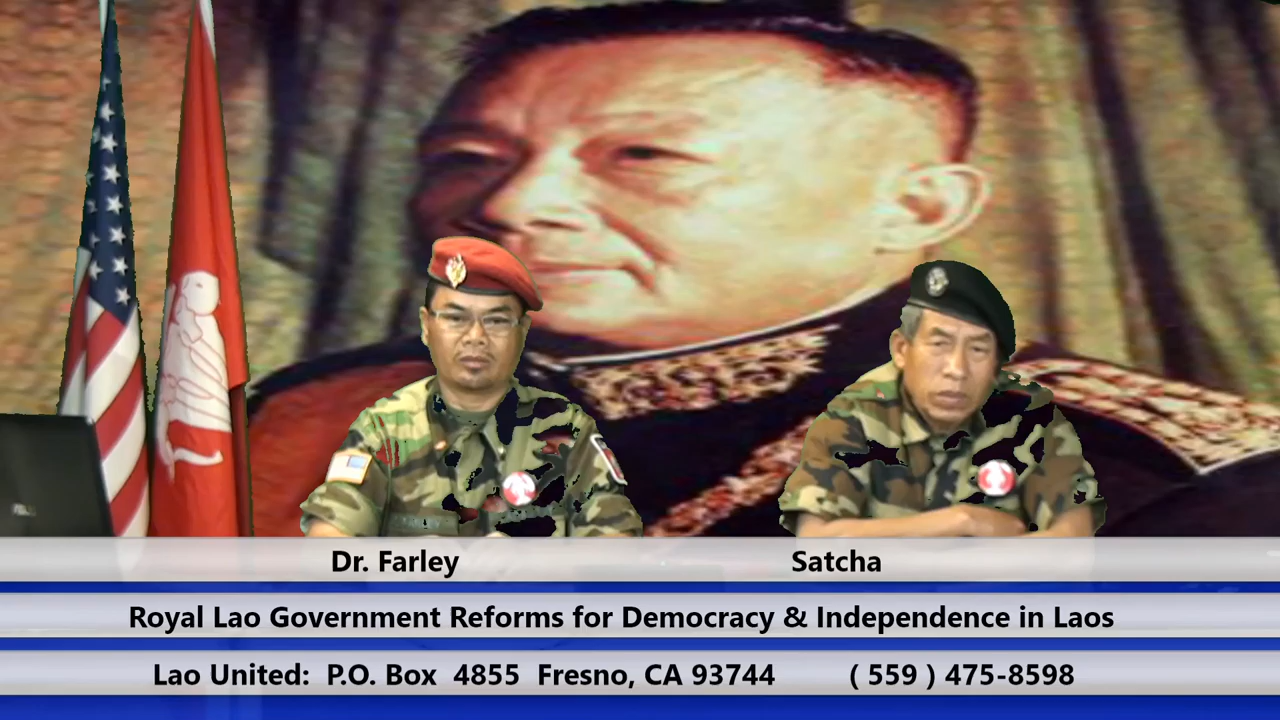 Dr. Farley Satcha
Royal Lao Government Reforms for Democracy & Independence in Laos
Lao United: P.O. Box 4855 Fresno, CA 93744 ( 559 ) 475-8598